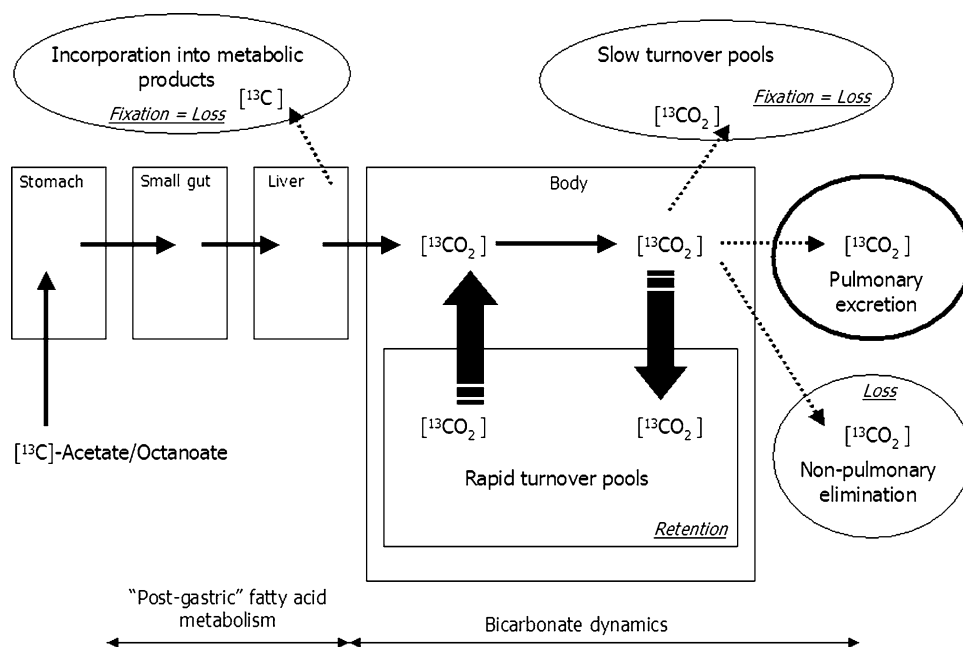 Incorporation into metabolic
products
[¹³C]
Fixation = Loss
Slow turnover pools
Fixation = Loss
[¹³CO₂]
Stomach
Small gut
Liver
Body
[¹³CO₂]
[¹³CO₂]
[¹³CO₂]
Pulmonary
excretion
[¹³C]-Acetate/Octanoate
[¹³CO₂]
[¹³CO₂]
Rapid turnover pools
Retention
Loss
[¹³CO₂]
Non-pulmonary
elimination
“Post-gastric” fatty acid
metabolism
Bicarbonate dynamics